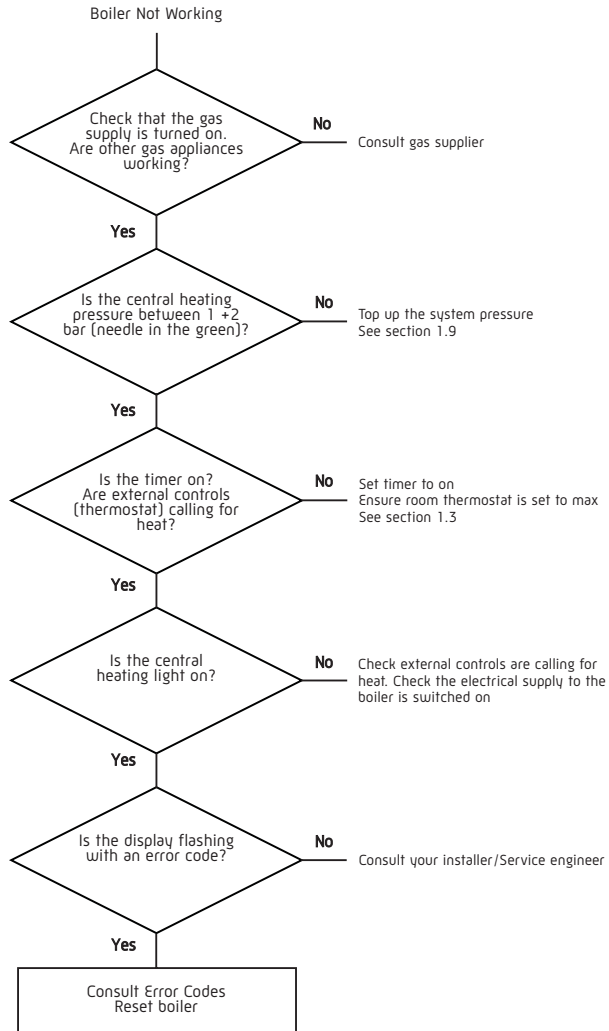 Boiler Not Working
Check that the gas
supply is turned on.
Are other gas appliances
working?
No
Consult gas supplier
Yes
Is the central heating
pressure between 1 +2
bar (needle in the green)?
No
Top up the system pressure
See section 1.9
Yes
Is the timer on?
Are external controls
(thermostat) calling for
heat?
No
Set timer to on
Ensure room thermostat is set to max
See section 1.3
Yes
Is the central
heating light on?
No
Check external controls are calling for
heat. Check the electrical supply to the
boiler is switched on
Yes
Is the display flashing
with an error code?
No
Consult your installer/Service engineer
Yes
Consult Error Codes
Reset boiler